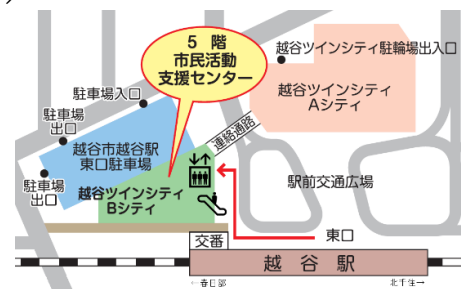 5 階
市民活動
支援センター
越谷ツインシティ駐輪場出入口
越谷ツインシティ
Aシティ
駐車場入口
駐車場
出口
連絡通路
越谷市越谷駅
東口駐車場
駐車場
出口
越谷ツインシティ
Bシティ
駅前交通広場
東口
交番
越 谷 駅
←春日部
北千住→